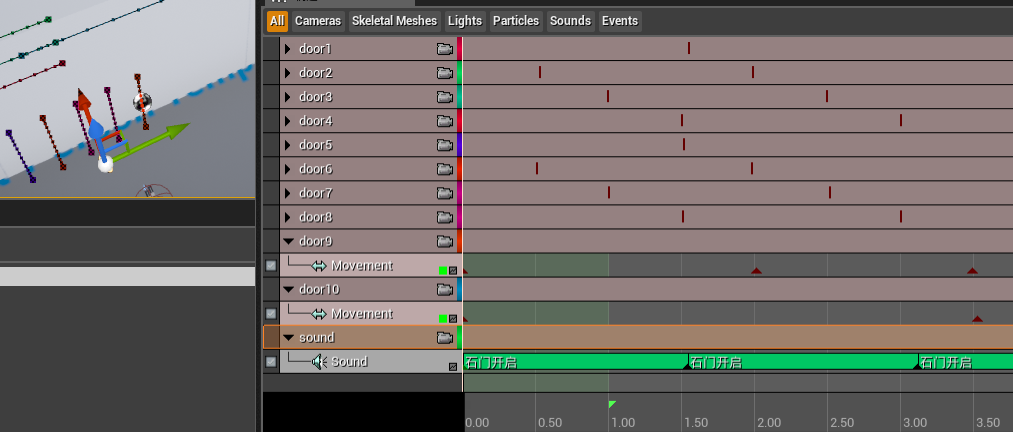 All Cameras Skeletal Meshes Lights Particles Sounds Events
door1
door2
door3
door4
door5
door6
door7
door8
door9
Movement
door10
Movement
sound
Sound 石门开启 石门开启 石门开启
0.00 0.50 1.00 1.50 2.00 2.50 3.00 3.50